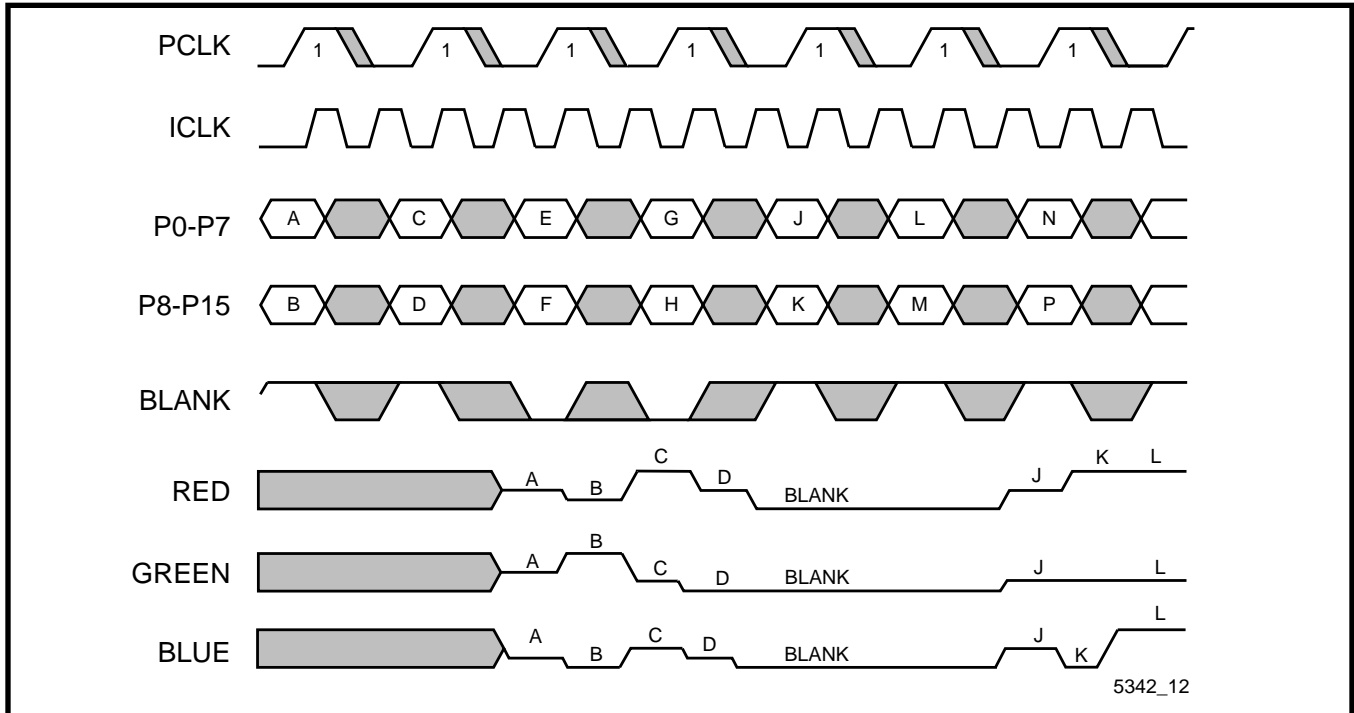 PCLK 1 1 1 1 1 1 1
ICLK
P0-P7 A C E G J L N
P8-P15 B D F H K M P
BLANK
RED A B C D BLANK J K L
GREEN A B C D BLANK J L
BLUE A B C D BLANK J K L
5342_12